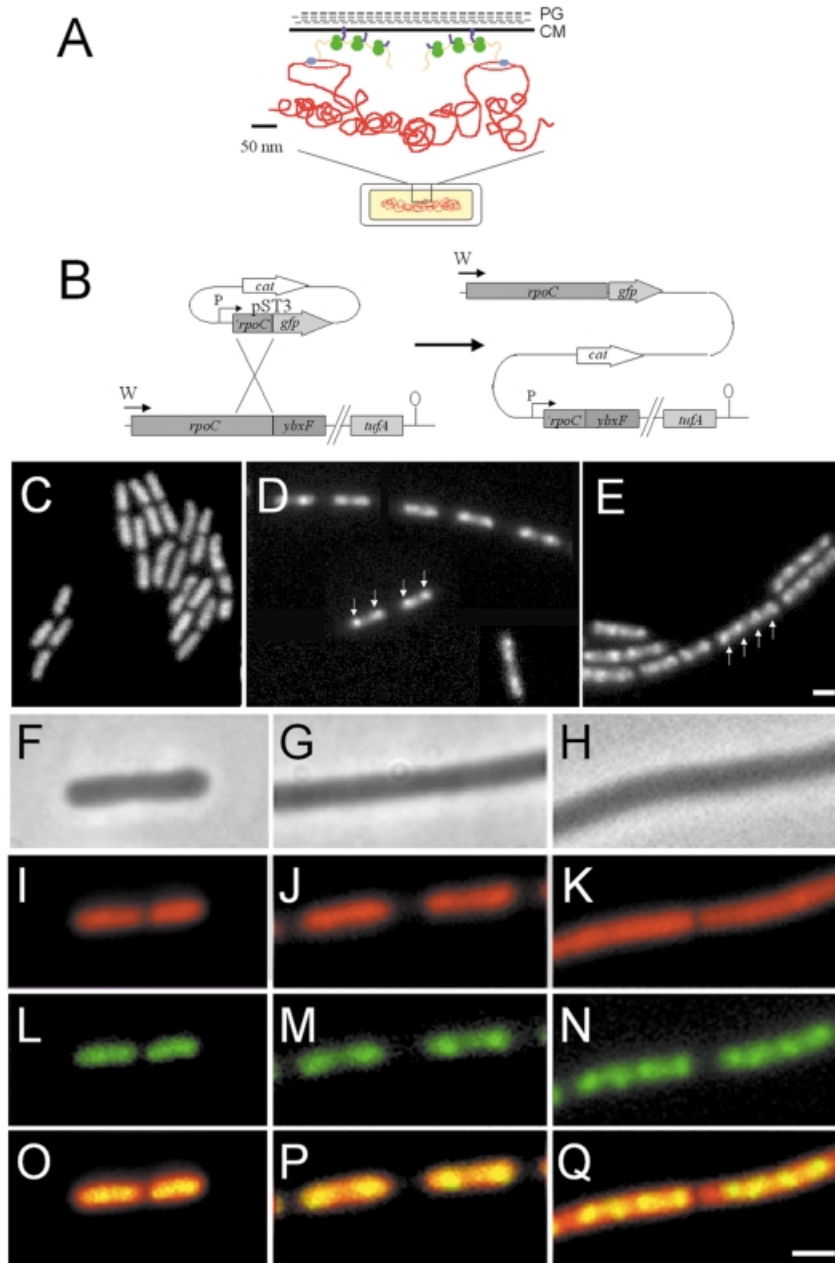 A
PG
CM
50 nm
B
P
cat
pST3
'rpoC
gfp
W
rpoC
ybxF
tufA
O
W
rpoC
gfp
cat
P
'rpoC
ybxF
tufA
O
C
D
E
F
G
H
I
J
K
L
M
N
O
P
Q